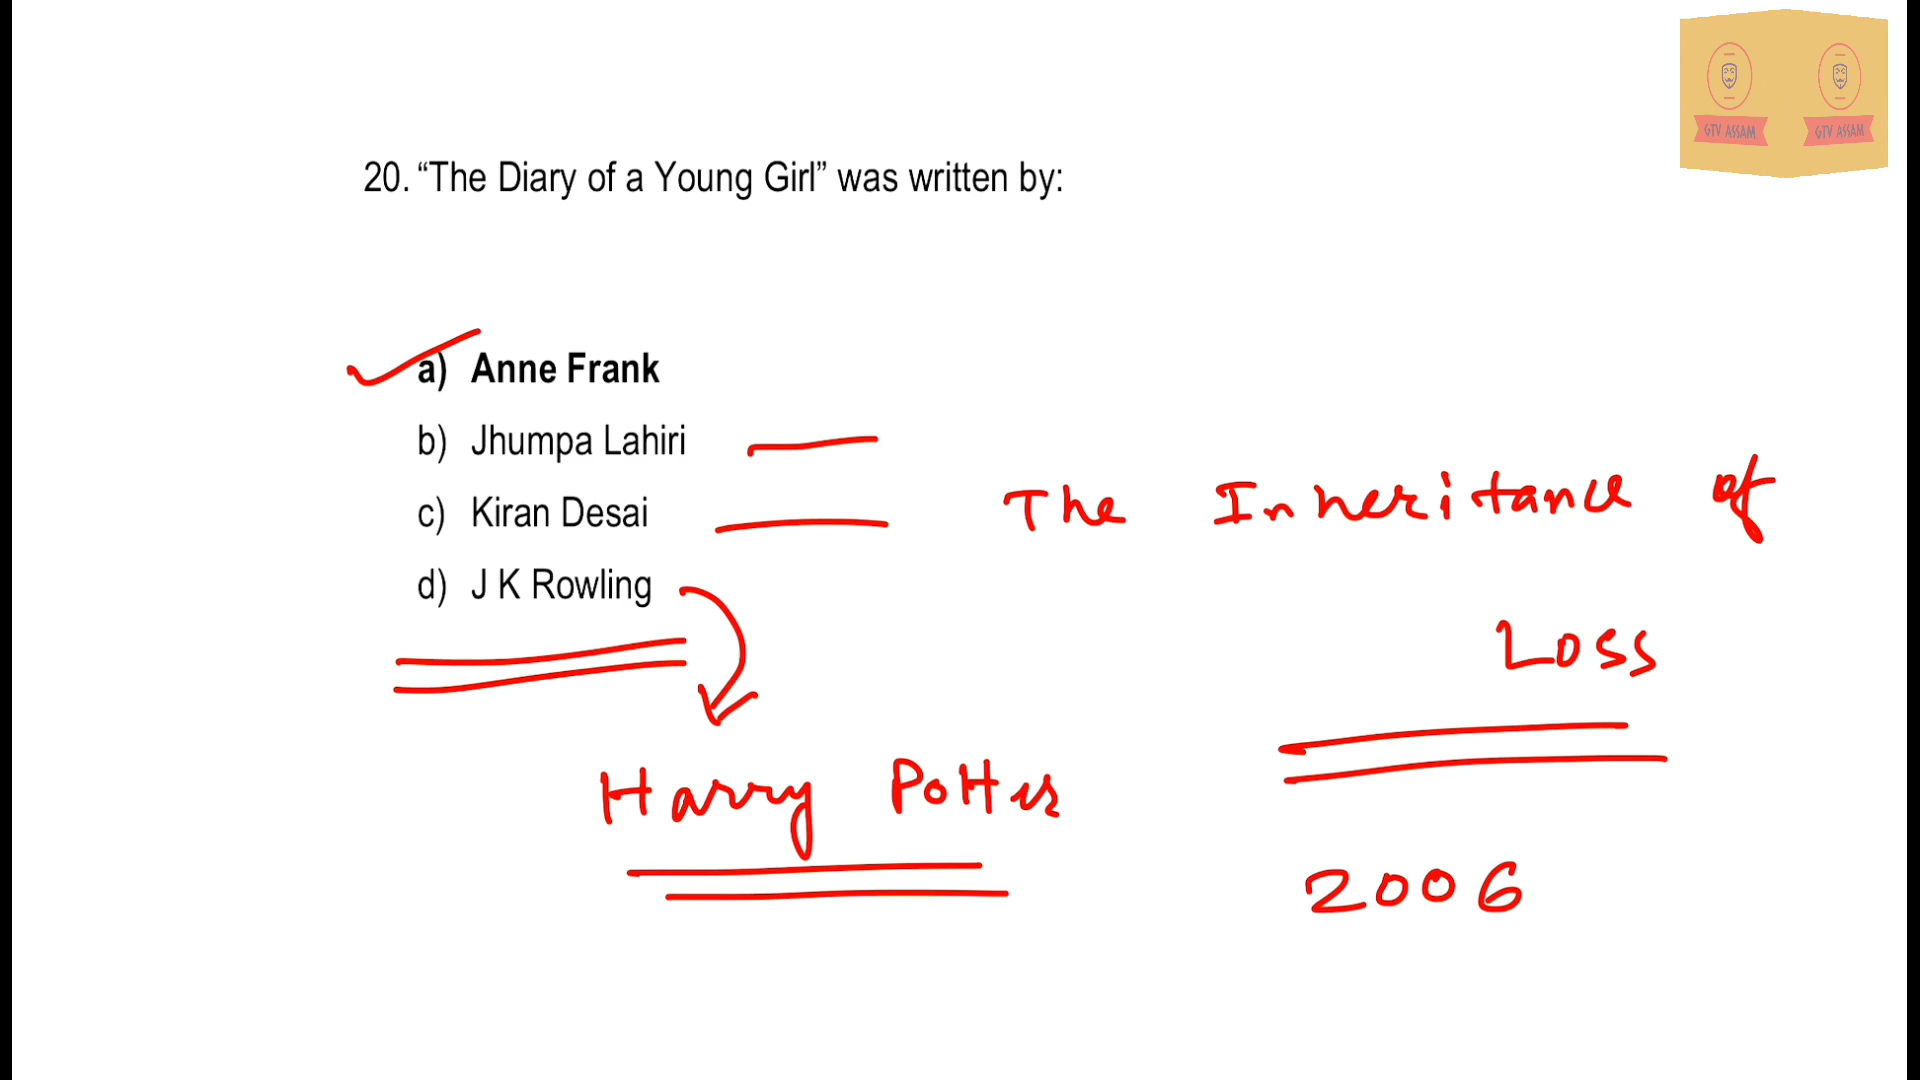 GTV ASSAM GTV ASSAM
20. “The Diary of a Young Girl” was written by:
a) Anne Frank
b) Jhumpa Lahiri
c) Kiran Desai
The Inheritance of
Loss
d) J K Rowling
Harry Potter
2006